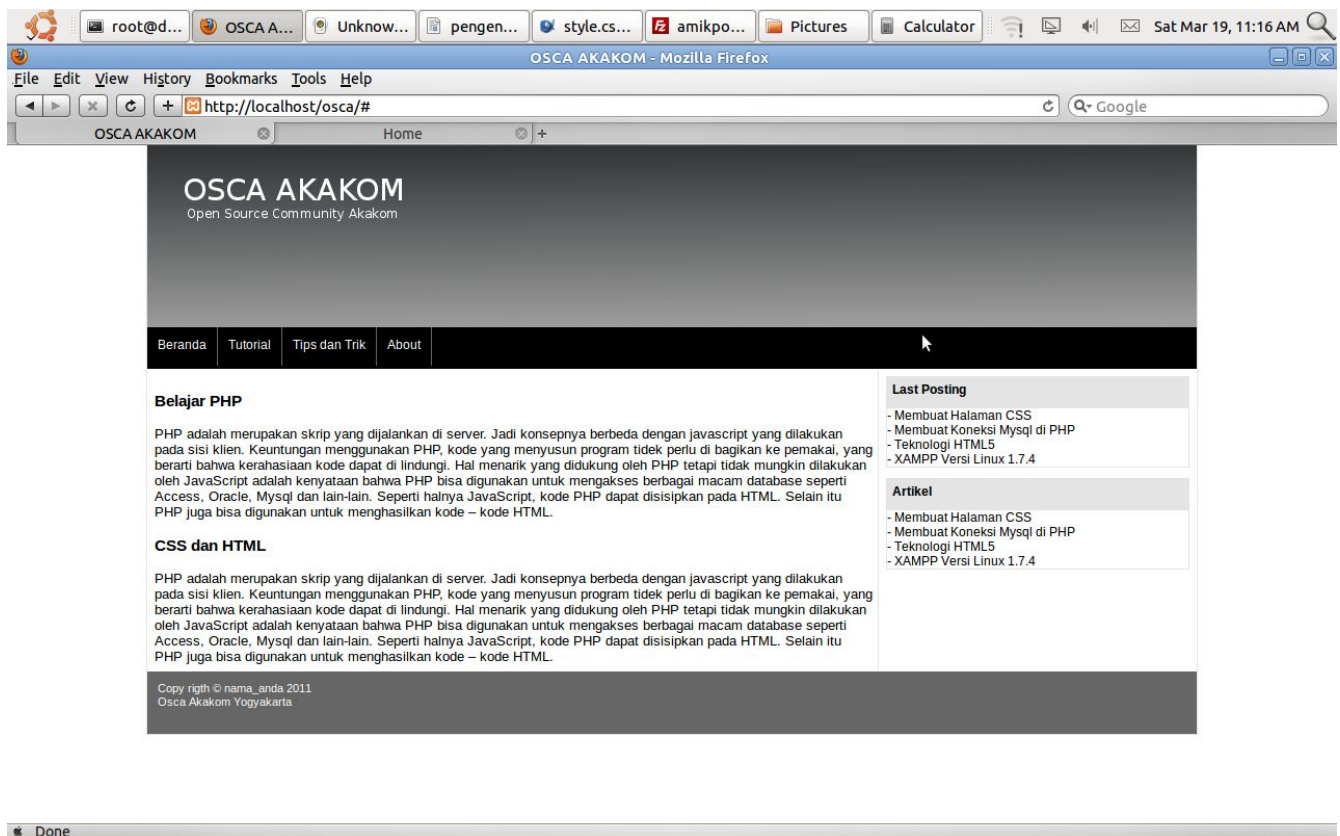 root@d...
OSCA A...
Unknow...
pengen...
style.cs...
amikpo...
Pictures
Calculator
Sat Mar 19, 11:16 AM
OSCA AKAKOM - Mozilla Firefox
File Edit View History Bookmarks Tools Help
http://localhost/osca/#
Google
OSCA AKAKOM
Home
OSCA AKAKOM
Open Source Community Akakom
Beranda Tutorial Tips dan Trik About
Belajar PHP
PHP adalah merupakan skrip yang dijalankan di server. Jadi konsepnya berbeda dengan javascript yang dilakukan
pada sisi klien. Keuntungan menggunakan PHP, kode yang menyusun program tidek perlu di bagikan ke pemakai, yang
berarti bahwa kerahasiaan kode dapat di lindungi. Hal menarik yang didukung oleh PHP tetapi tidak mungkin dilakukan
oleh JavaScript adalah kenyataan bahwa PHP bisa digunakan untuk mengakses berbagai macam database seperti
Access, Oracle, Mysql dan lain-lain. Seperti halnya JavaScript, kode PHP dapat disisipkan pada HTML. Selain itu
PHP juga bisa digunakan untuk menghasilkan kode – kode HTML.
CSS dan HTML
PHP adalah merupakan skrip yang dijalankan di server. Jadi konsepnya berbeda dengan javascript yang dilakukan
pada sisi klien. Keuntungan menggunakan PHP, kode yang menyusun program tidek perlu di bagikan ke pemakai, yang
berarti bahwa kerahasiaan kode dapat di lindungi. Hal menarik yang didukung oleh PHP tetapi tidak mungkin dilakukan
oleh JavaScript adalah kenyataan bahwa PHP bisa digunakan untuk mengakses berbagai macam database seperti
Access, Oracle, Mysql dan lain-lain. Seperti halnya JavaScript, kode PHP dapat disisipkan pada HTML. Selain itu
PHP juga bisa digunakan untuk menghasilkan kode – kode HTML.
Last Posting
- Membuat Halaman CSS
- Membuat Koneksi Mysql di PHP
- Teknologi HTML5
- XAMPP Versi Linux 1.7.4
Artikel
- Membuat Halaman CSS
- Membuat Koneksi Mysql di PHP
- Teknologi HTML5
- XAMPP Versi Linux 1.7.4
Copy rigth © nama_anda 2011
Osca Akakom Yogyakarta
Done